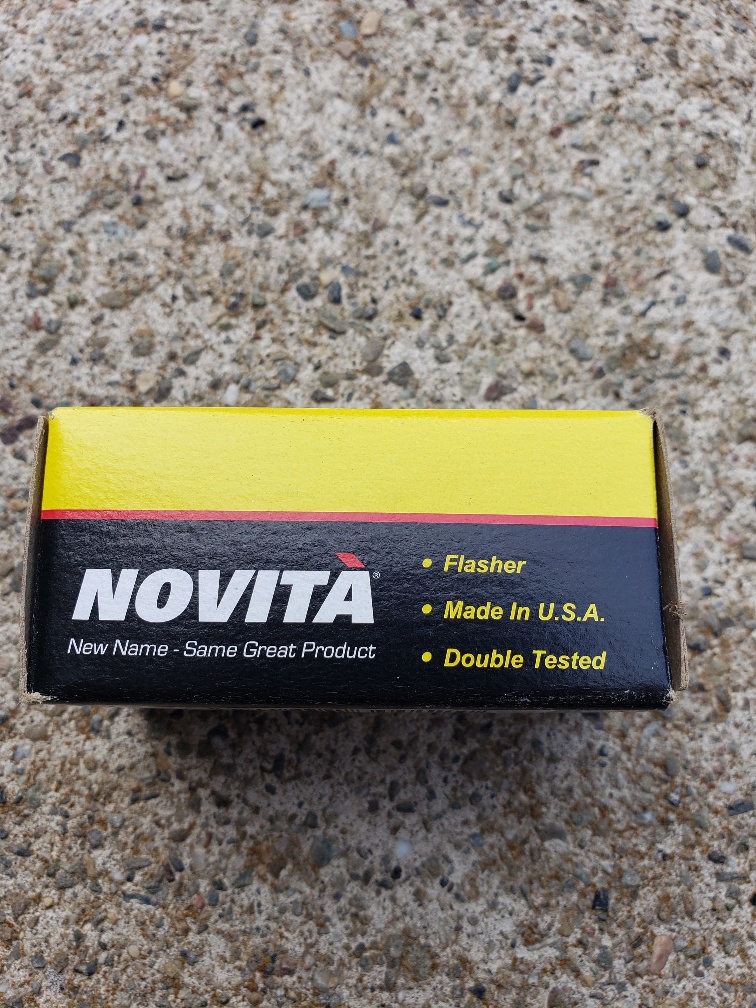 NOVITÀ®
New Name - Same Great Product
• Flasher
• Made In U.S.A.
• Double Tested